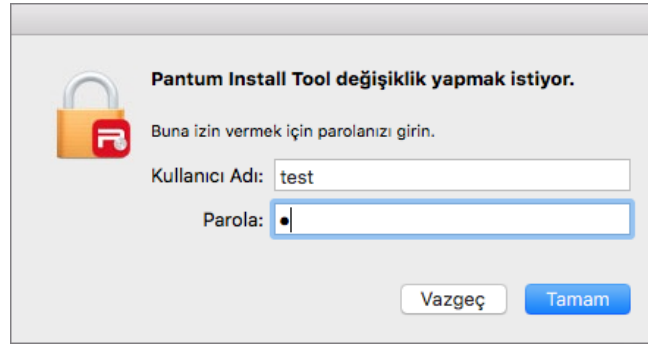 Pantum Install Tool değişiklik yapmak istiyor.
Buna izin vermek için parolanızı girin.
Kullanıcı Adı: test
Parola: •
Vazgeç Tamam